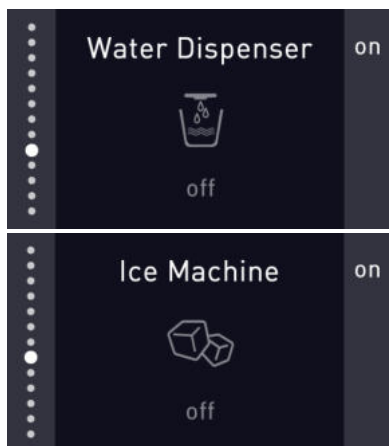 Water Dispenser
on
off
Ice Machine
on
off